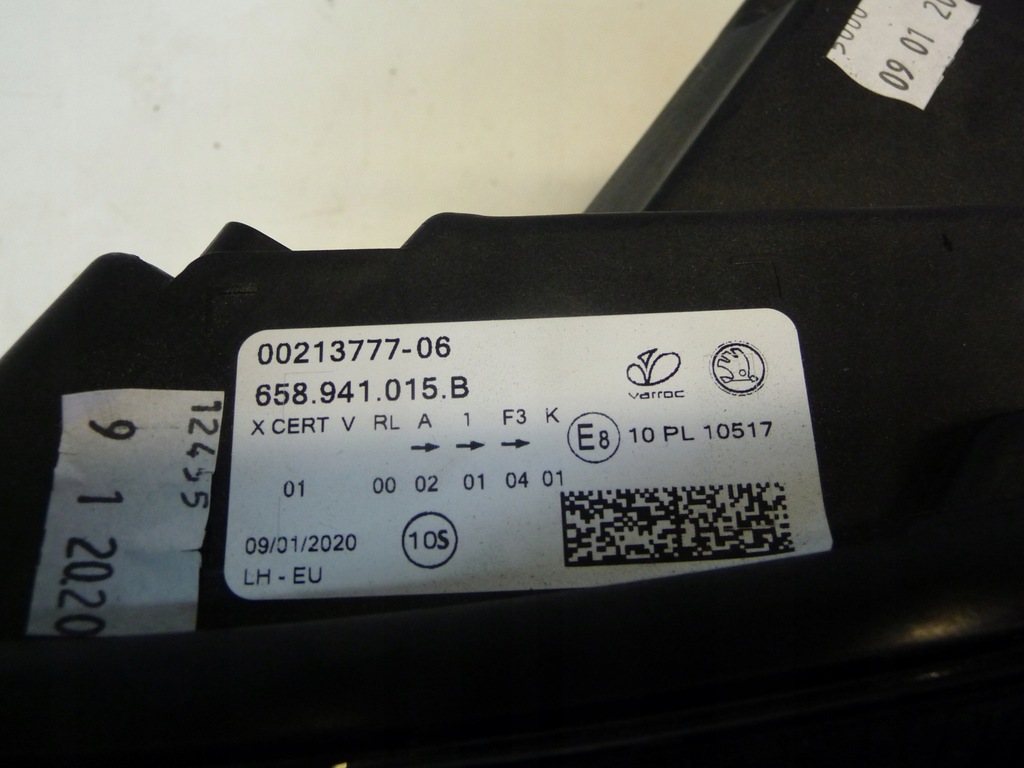 09 01 20
00213777-06
658.941.015.B
varroc
X CERT V RL A 1 F3 K
E8 10 PL 10517
01 00 02 01 04 01
09/01/2020
10S
LH - EU
12455
9 1 2020